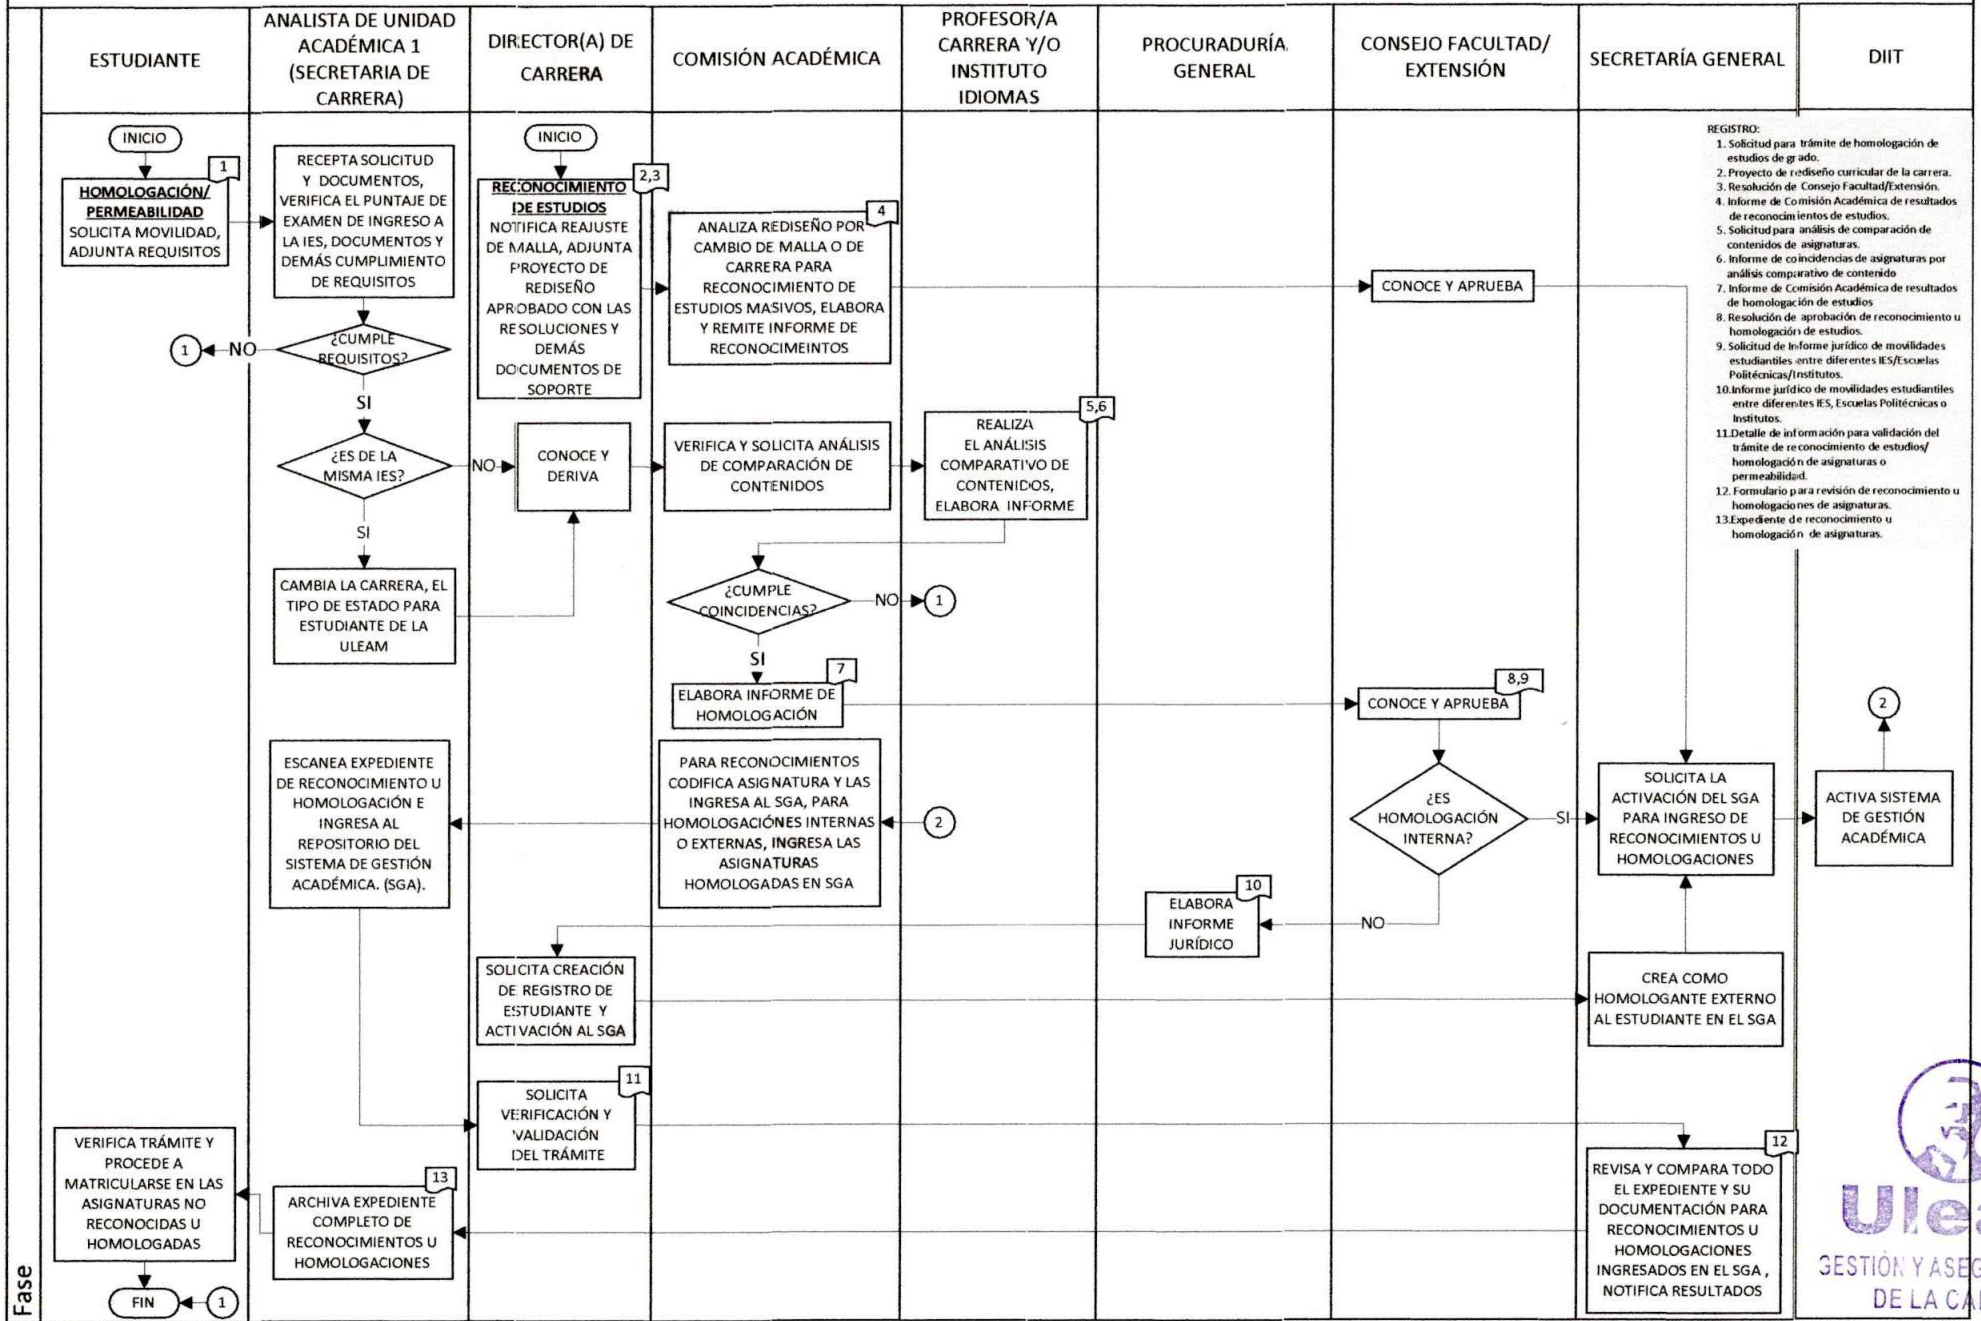 ESTUDIANTE
ANALISTA DE UNIDAD
ACADÉMICA 1
(SECRETARIA DE
CARRERA)
DIRECTOR(A) DE
CARRERA
COMISIÓN ACADÉMICA
PROFESOR/A
CARRERA Y/O
INSTITUTO
IDIOMAS
PROCURADURÍA
GENERAL
CONSEJO FACULTAD/
EXTENSIÓN
SECRETARÍA GENERAL
DIIT
INICIO
1
HOMOLOGACIÓN/
PERMEABILIDAD
SOLICITA MOVILIDAD,
ADJUNTA REQUISITOS
RECEPTA SOLICITUD
Y DOCUMENTOS,
VERIFICA EL PUNTAJE DE
EXAMEN DE INGRESO A
LA IES, DOCUMENTOS Y
DEMÁS CUMPLIMIENTO
DE REQUISITOS
INICIO
2,3
RECONOCIMIENTO
DE ESTUDIOS
NOTIFICA REAJUSTE
DE MALLA, ADJUNTA
PROYECTO DE
REDISEÑO
APROBADO CON LAS
RESOLUCIONES Y
DEMÁS
DOCUMENTOS DE
SOPORTE
4
ANALIZA REDISEÑO POR
CAMBIO DE MALLA O DE
CARRERA PARA
RECONOCIMIENTO DE
ESTUDIOS MASIVOS, ELABORA
Y REMITE INFORME DE
RECONOCIMEINTOS
CONOCE Y APRUEBA
REGISTRO:
1. Solicitud para trámite de homologación de
estudios de grado.
2. Proyecto de rediseño curricular de la carrera.
3. Resolución de Consejo Facultad/Extensión.
4. Informe de Comisión Académica de resultados
de reconocimientos de estudios.
5. Solicitud para análisis de comparación de
contenidos de asignaturas.
6. Informe de coincidencias de asignaturas por
análisis comparativo de contenido
7. Informe de Comisión Académica de resultados
de homologación de estudios
8. Resolución de aprobación de reconocimiento u
homologación de estudios.
9. Solicitud de Informe jurídico de movilidades
estudiantiles entre diferentes IES/Escuelas
Politécnicas/Institutos.
10.Informe jurídico de movilidades estudiantiles
entre diferentes IES, Escuelas Politécnicas o
Institutos.
11.Detalle de información para validación del
trámite de reconocimiento de estudios/
homologación de asignaturas o
permeabilidad.
12. Formulario para revisión de reconocimiento u
homologaciones de asignaturas.
13.Expediente de reconocimiento u
homologación de asignaturas.
1
NO
¿CUMPLE
REQUISITOS?
SI
¿ES DE LA
MISMA IES?
NO
CONOCE Y
DERIVA
VERIFICA Y SOLICITA ANÁLISIS
DE COMPARACIÓN DE
CONTENIDOS
5,6
REALIZA
EL ANÁLISIS
COMPARATIVO DE
CONTENIDOS,
ELABORA INFORME
SI
CAMBIA LA CARRERA, EL
TIPO DE ESTADO PARA
ESTUDIANTE DE LA
ULEAM
¿CUMPLE
COINCIDENCIAS?
NO
1
SI
7
ELABORA INFORME DE
HOMOLOGACIÓN
8,9
CONOCE Y APRUEBA
2
ESCANEA EXPEDIENTE
DE RECONOCIMIENTO U
HOMOLOGACIÓN E
INGRESA AL
REPOSITORIO DEL
SISTEMA DE GESTIÓN
ACADÉMICA. (SGA).
PARA RECONOCIMIENTOS
CODIFICA ASIGNATURA Y LAS
INGRESA AL SGA, PARA
HOMOLOGACIÓNES INTERNAS
O EXTERNAS, INGRESA LAS
ASIGNATURAS
HOMOLOGADAS EN SGA
2
¿ES
HOMOLOGACIÓN
INTERNA?
SI
SOLICITA LA
ACTIVACIÓN DEL SGA
PARA INGRESO DE
RECONOCIMIENTOS U
HOMOLOGACIONES
ACTIVA SISTEMA
DE GESTIÓN
ACADÉMICA
10
ELABORA
INFORME
JURÍDICO
NO
SOLICITA CREACIÓN
DE REGISTRO DE
ESTUDIANTE Y
ACTIVACIÓN AL SGA
CREA COMO
HOMOLOGANTE EXTERNO
AL ESTUDIANTE EN EL SGA
11
SOLICITA
VERIFICACIÓN Y
VALIDACIÓN
DEL TRÁMITE
VERIFICA TRÁMITE Y
PROCEDE A
MATRICULARSE EN LAS
ASIGNATURAS NO
RECONOCIDAS U
HOMOLOGADAS
13
ARCHIVA EXPEDIENTE
COMPLETO DE
RECONOCIMIENTOS U
HOMOLOGACIONES
12
REVISA Y COMPARA TODO
EL EXPEDIENTE Y SU
DOCUMENTACIÓN PARA
RECONOCIMIENTOS U
HOMOLOGACIONES
INGRESADOS EN EL SGA ,
NOTIFICA RESULTADOS
FIN
1
Fase
GESTIÓN Y
DE LA